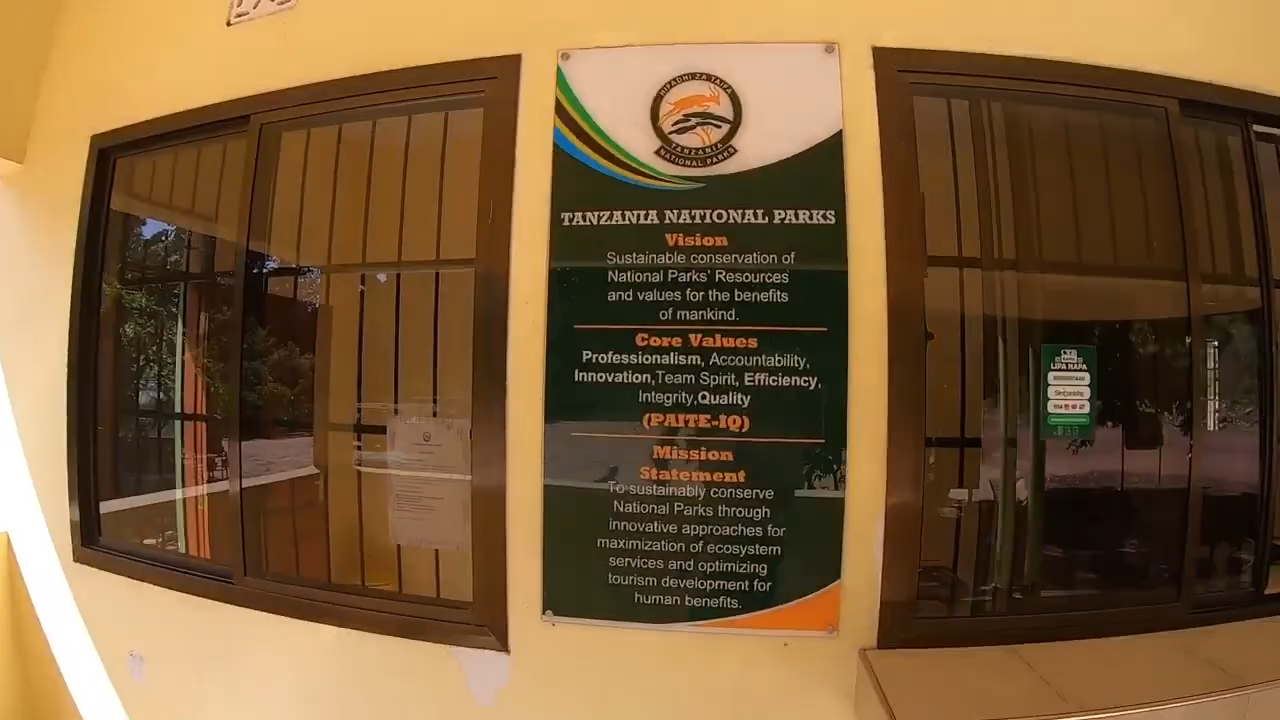 HIFADHI ZA TAIFA
TANZANIA
NATIONAL PARKS
TANZANIA NATIONAL PARKS
Vision
Sustainable conservation of
National Parks' Resources
and values for the benefits
of mankind.
Core Values
Professionalism, Accountability,
Innovation,Team Spirit, Efficiency,
Integrity,Quality
(PAITE-IQ)
Mission
Statement
To sustainably conserve
National Parks through
innovative approaches for
maximization of ecosystem
services and optimizing
tourism development for
human benefits.
LIPA HAPA